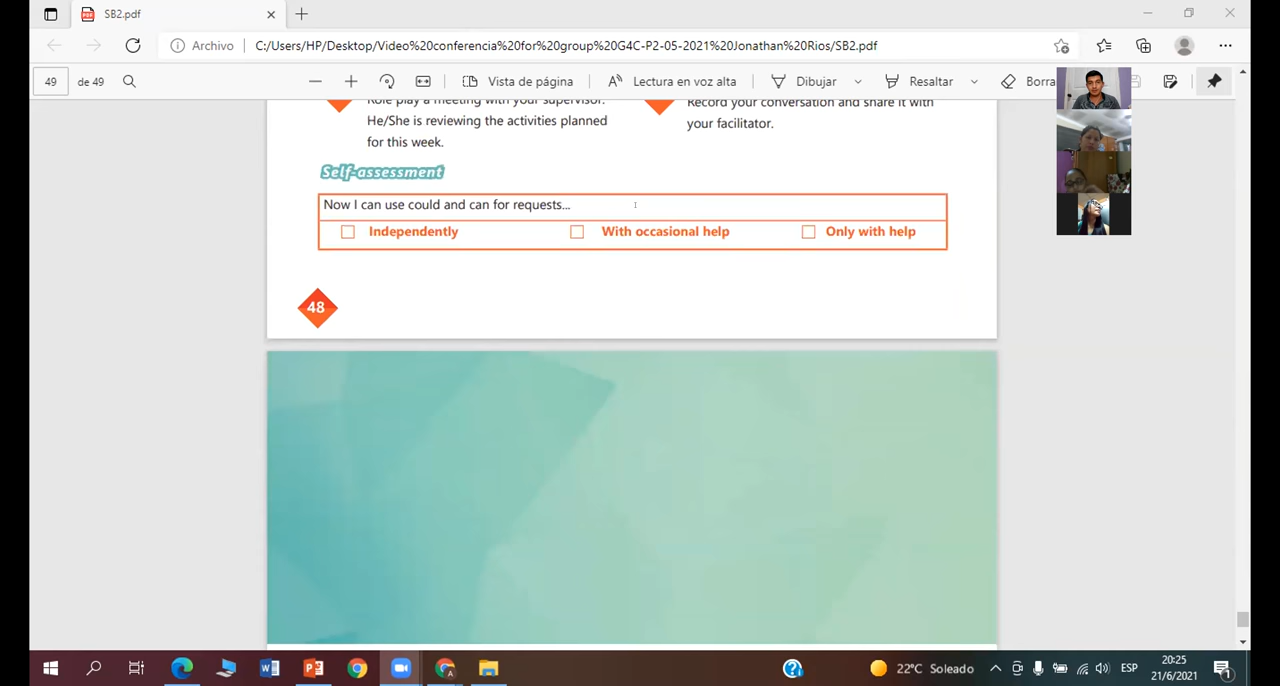 SB2.pdf
Archivo
C:/Users/HP/Desktop/Video%20conferencia%20for%20group%20G4C-P2-05-2021%20Jonathan%20Rios/SB2.pdf
49 de 49
Vista de página
Lectura en voz alta
Dibujar
Resaltar
Borra
Role play a meeting with your supervisor.
He/She is reviewing the activities planned
for this week.
Record your conversation and share it with
your facilitator.
Self-assessment
Now I can use could and can for requests...
Independently
With occasional help
Only with help
48
22°C Soleado
ESP
20:25
21/6/2021